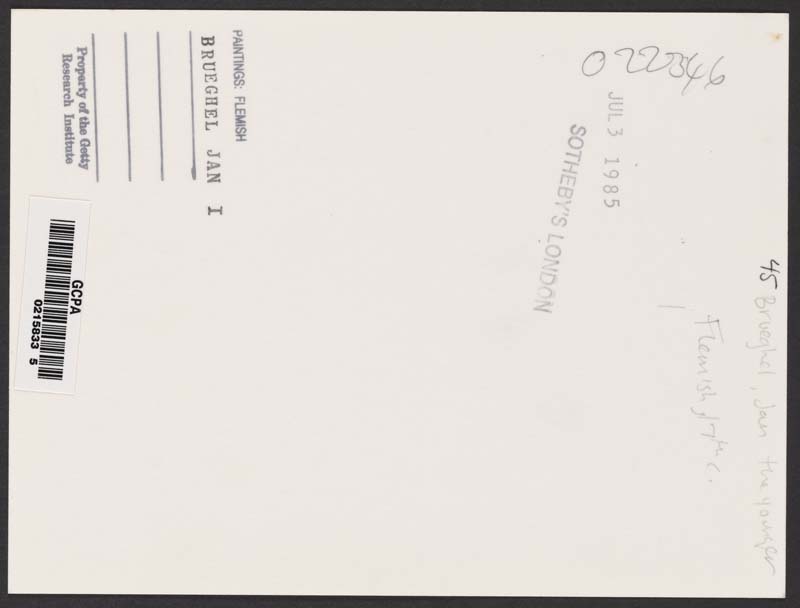 45 Brueghel, Jan the younger
Flemish, 17th c.
022546
JUL 3 1985
SOTHEBY'S LONDON
PAINTINGS: FLEMISH
BRUEGHEL JAN I
Property of the Getty
Research Institute
GCPA
0215833 5